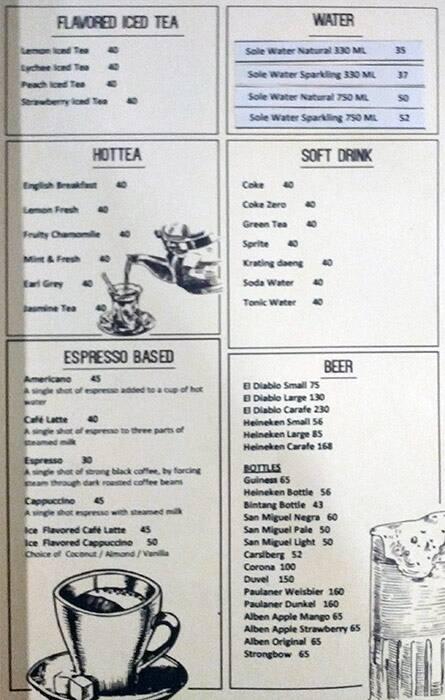 FLAVORED ICED TEA
Lemon Iced Tea 40
Lychee Iced Tea 40
Peach Iced Tea 40
Strawberry Iced Tea 40
WATER
Sole Water Natural 330 ML 35
Sole Water Sparkling 330 ML 37
Sole Water Natural 750 ML 50
Sole Water Sparkling 750 ML 52
HOTTEA
English Breakfast 40
Lemon Fresh 40
Fruity Chamomile 40
Mint & Fresh 40
Earl Grey 40
Jasmine Tea 40
SOFT DRINK
Coke 40
Coke Zero 40
Green Tea 40
Sprite 40
Krating daeng 40
Soda Water 40
Tonic Water 40
ESPRESSO BASED
Americano 45
A single shot of espresso added to a cup of hot
water
Café Latte 40
A single shot of espresso to three parts of
steamed milk
Espresso 30
A single shot of strong black coffee, by forcing
steam through dark roasted coffee beans
Cappuccino 45
A single shot espresso with steamed milk
Ice Flavored Café Latte 45
Ice Flavored Cappuccino 50
Choice of Coconut / Almond / Vanilla
BEER
El Diablo Small 75
El Diablo Large 130
El Diablo Carafe 230
Heineken Small 56
Heineken Large 85
Heineken Carafe 168
BOTTLES
Guiness 65
Heineken Bottle 56
Bintang Bottle 43
San Miguel Negra 60
San Miguel Pale 50
San Miguel Light 50
Carslberg 52
Corona 100
Duvel 150
Paulaner Weisbier 160
Paulaner Dunkel 160
Alben Apple Mango 65
Alben Apple Strawberry 65
Alben Original 65
Strongbow 65